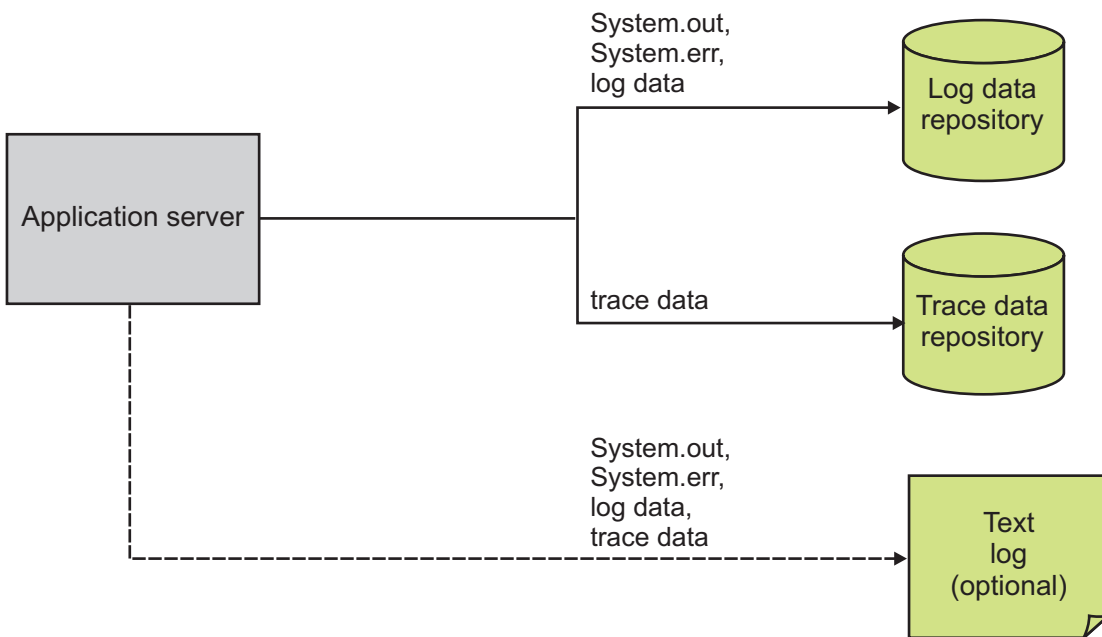 System.out,
System.err,
log data
Log data
repository
Application server
trace data
Trace data
repository
System.out,
System.err,
log data,
trace data
Text
log
(optional)